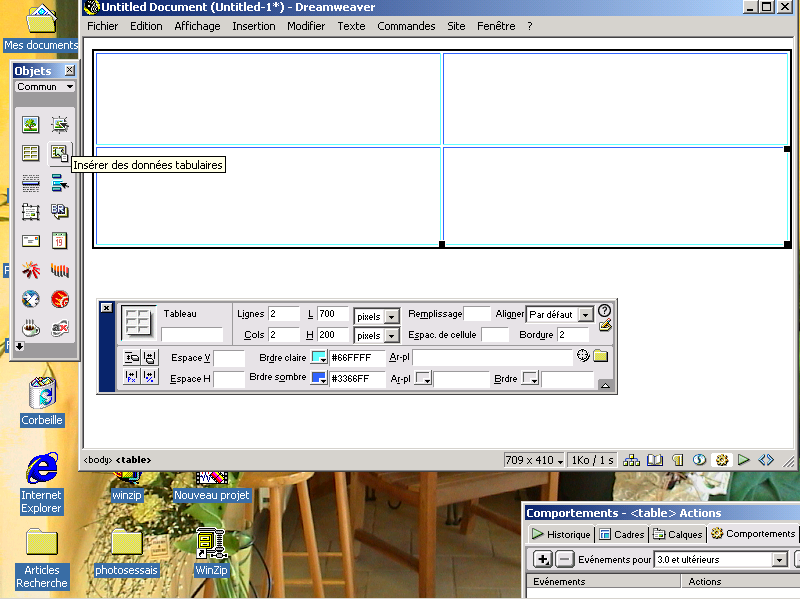 Untitled Document (Untitled-1*) - Dreamweaver
Fichier Edition Affichage Insertion Modifier Texte Commandes Site Fenêtre ?
Mes documents
Objets
Commun
Insérer des données tabulaires
Tableau Lignes 2 L 700 pixels Remplissage Aligner Par défaut
Cols 2 H 200 pixels Espac. de cellule Bordure 2
Espace V Brdre claire #66FFFF Ar-pl
Espace H Brdre sombre #3366FF Ar-pl Brdre
Corbeille
<body> <table> 709 x 410 1Ko / 1 s
Internet
Explorer
winzip
Nouveau projet
Articles
Recherche
photosessais
WinZip
Comportements - <table> Actions
Historique Cadres Calques Comportements
Evénements pour 3.0 et ultérieurs
Evénements Actions